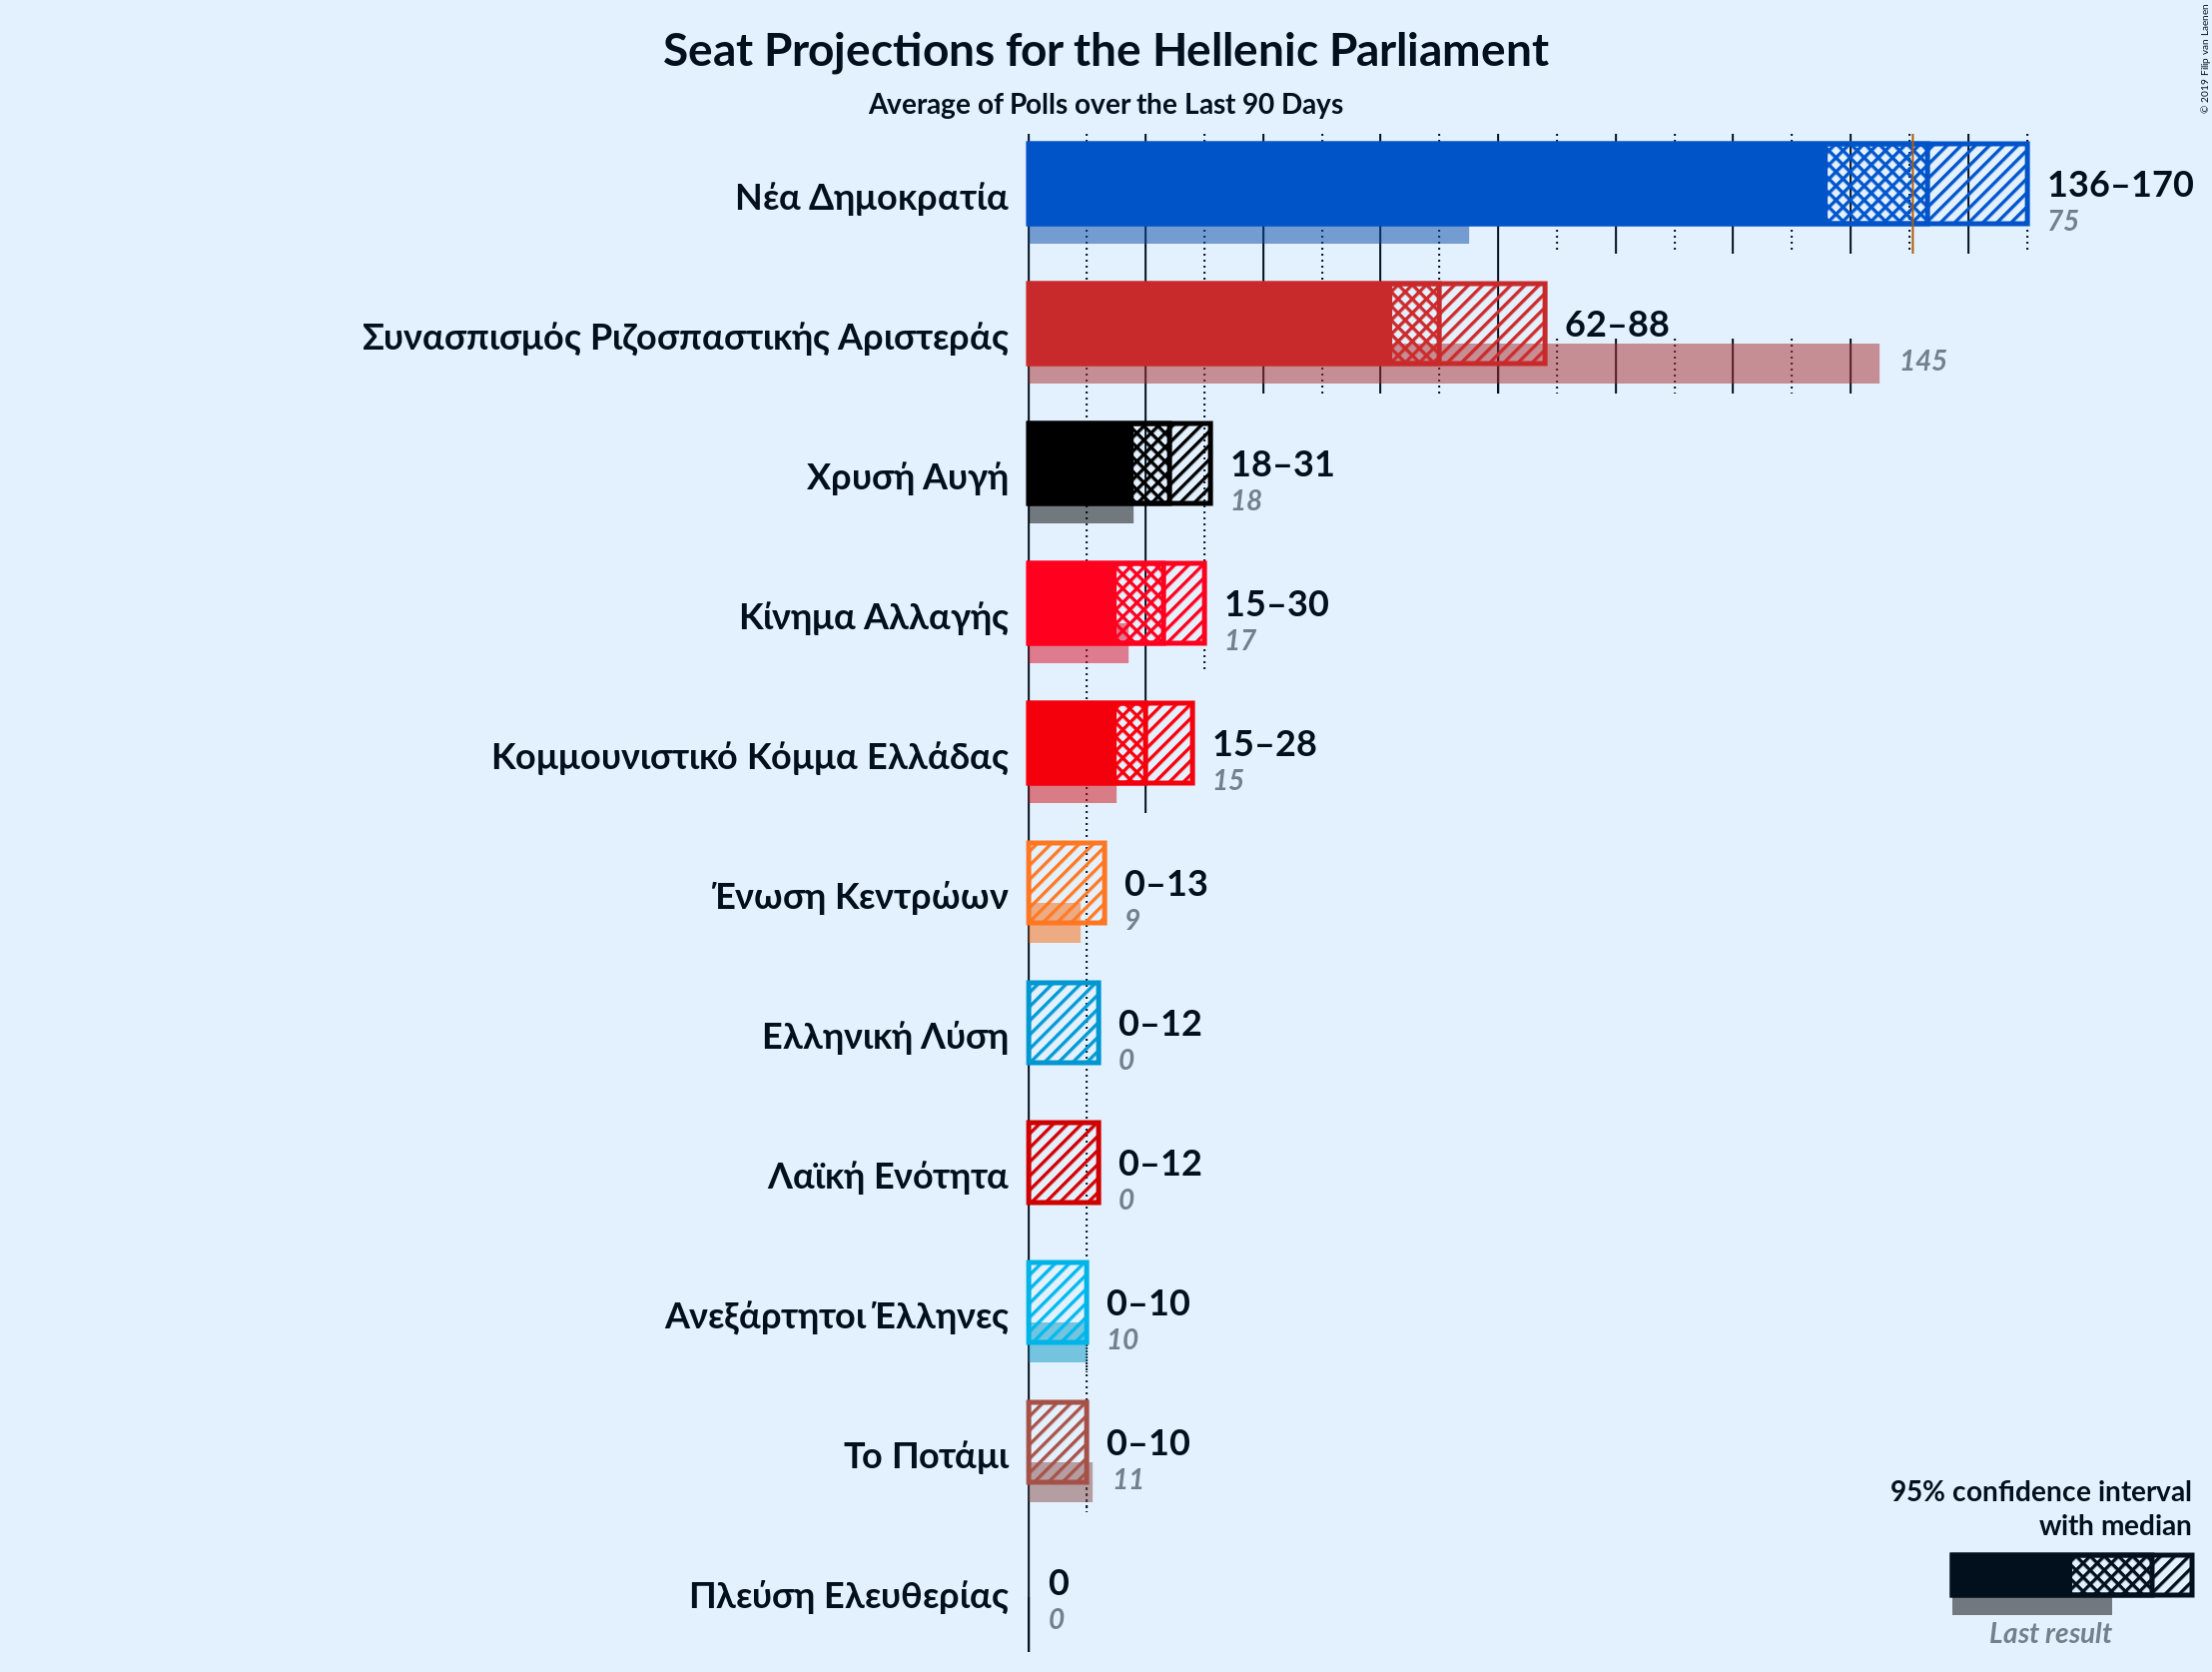 Seat Projections for the Hellenic Parliament
Average of Polls over the Last 90 Days
© 2019 Filip van Laenen
Νέα Δημοκρατία
136–170
75
Συνασπισμός Ριζοσπαστικής Αριστεράς
62–88
145
Χρυσή Αυγή
18–31
18
Κίνημα Αλλαγής
15–30
17
Κομμουνιστικό Κόμμα Ελλάδας
15–28
15
Ένωση Κεντρώων
0–13
9
Ελληνική Λύση
0–12
0
Λαϊκή Ενότητα
0–12
0
Ανεξάρτητοι Έλληνες
0–10
10
Το Ποτάμι
0–10
11
Πλεύση Ελευθερίας
0
0
95% confidence interval
with median
Last result